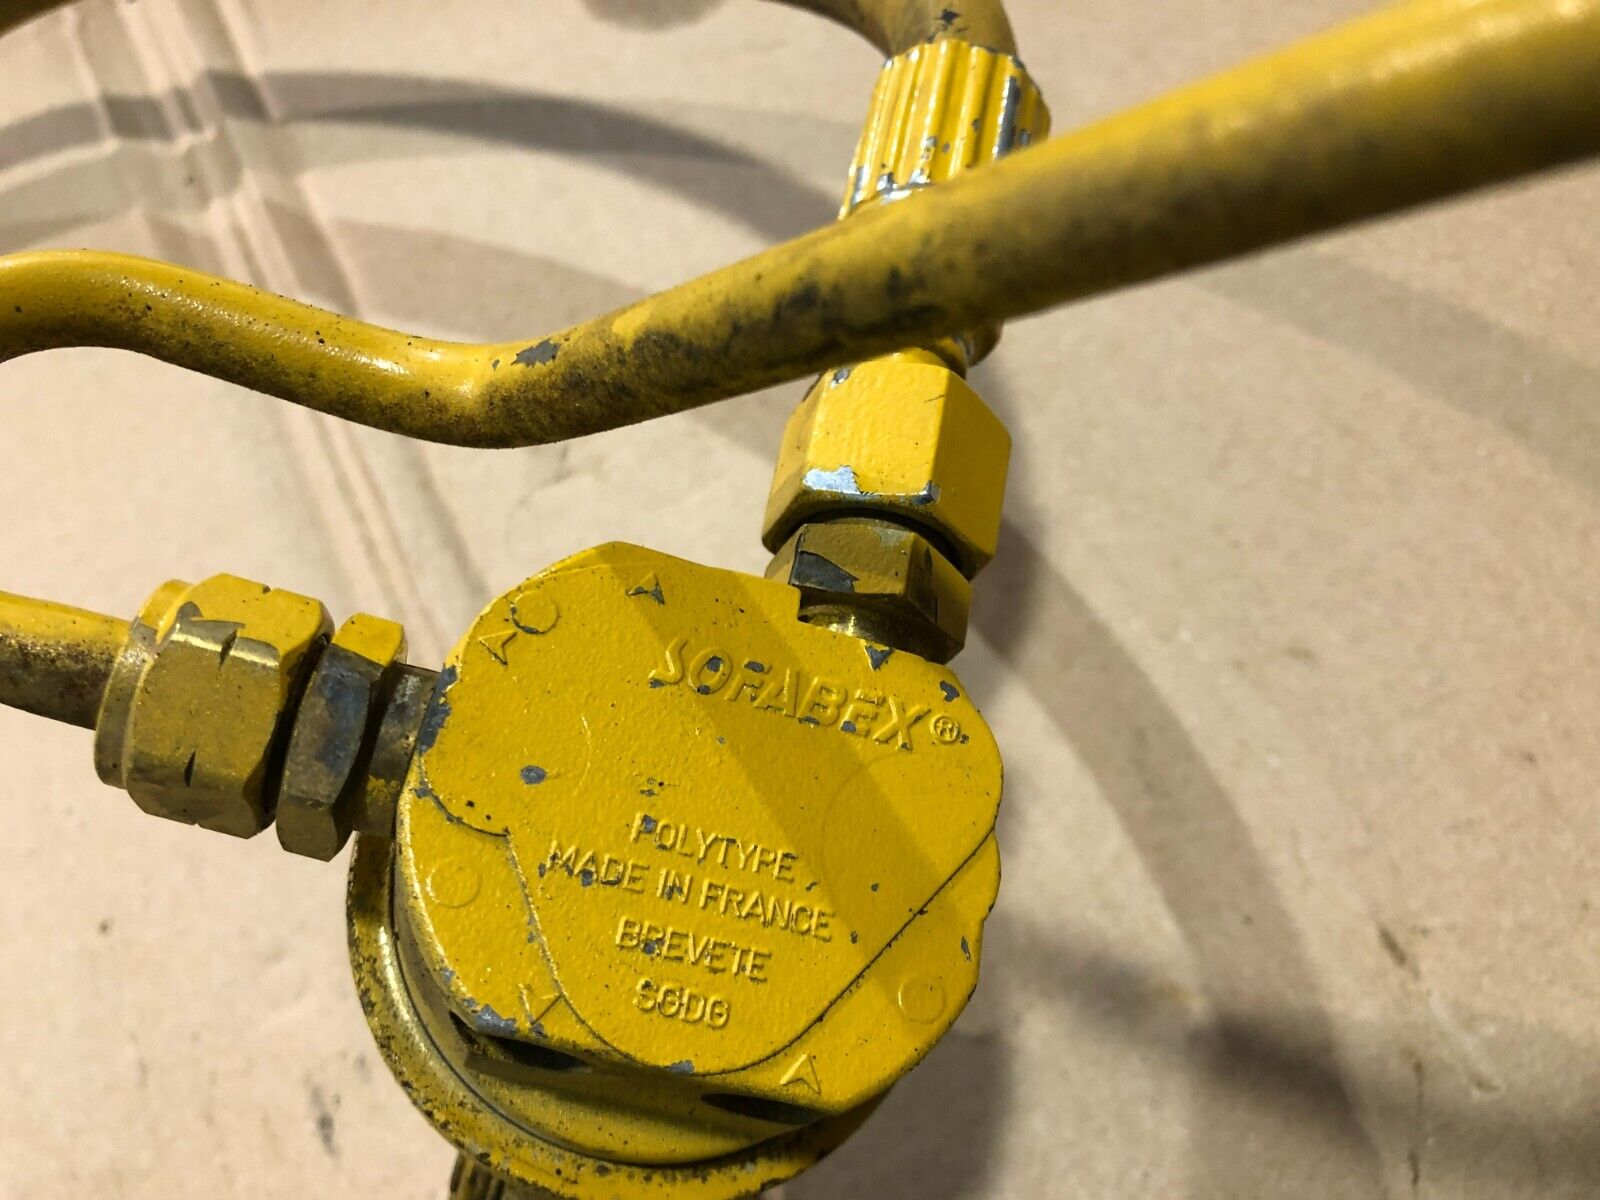 SOFABEX®
POLYTYPE
MADE IN FRANCE
BREVETE
SGDG